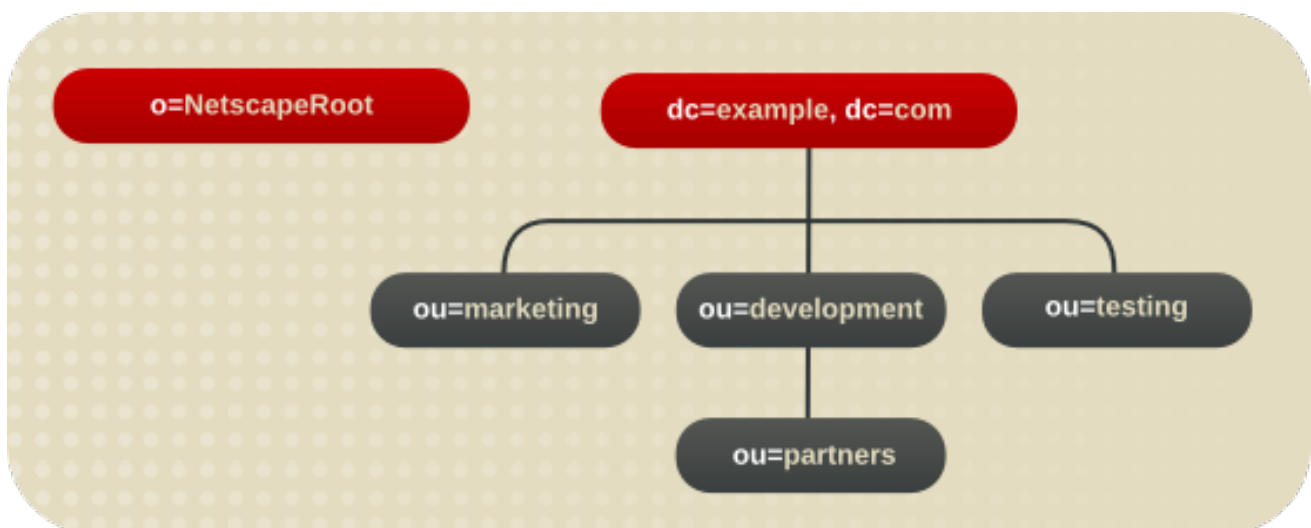 o=NetscapeRoot
dc=example, dc=com
ou=marketing
ou=development
ou=testing
ou=partners